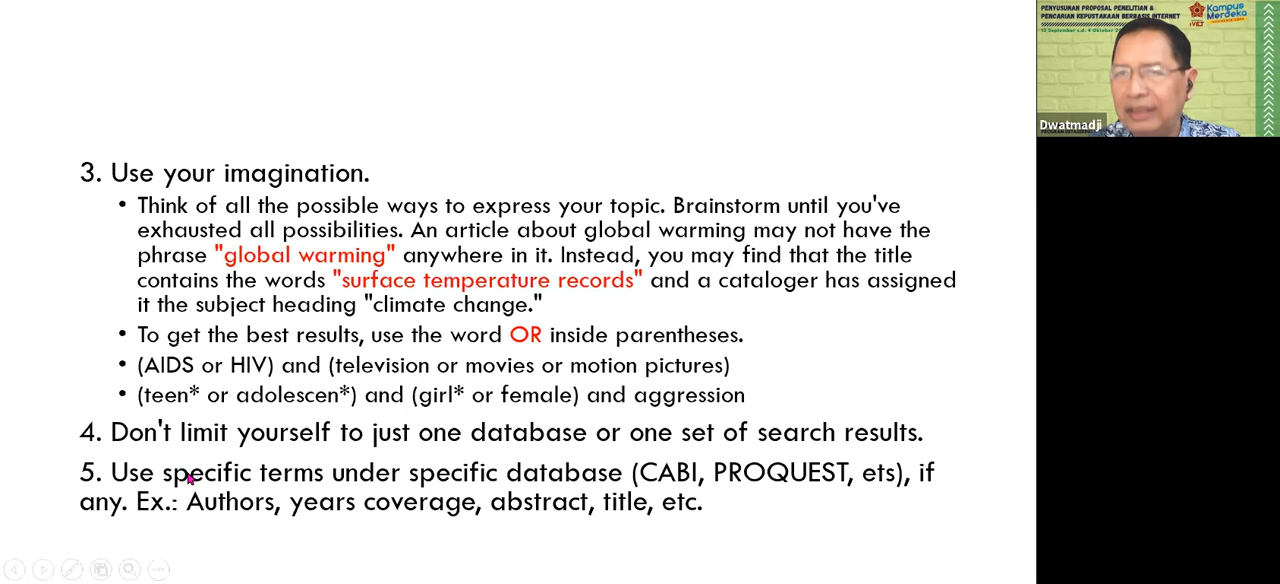 3. Use your imagination.
• Think of all the possible ways to express your topic. Brainstorm until you've
exhausted all possibilities. An article about global warming may not have the
phrase "global warming" anywhere in it. Instead, you may find that the title
contains the words "surface temperature records" and a cataloger has assigned
it the subject heading "climate change."
• To get the best results, use the word OR inside parentheses.
• (AIDS or HIV) and (television or movies or motion pictures)
• (teen* or adolescen*) and (girl* or female) and aggression
4. Don't limit yourself to just one database or one set of search results.
5. Use specific terms under specific database (CABI, PROQUEST, ets), if
any. Ex.: Authors, years coverage, abstract, title, etc.
PENYUSUNAN PROPOSAL PENELITIAN &
PENCARIAN KEPUSTAKAAN BERBASIS INTERNET
Kampus
Merdeka
Dwatmadji